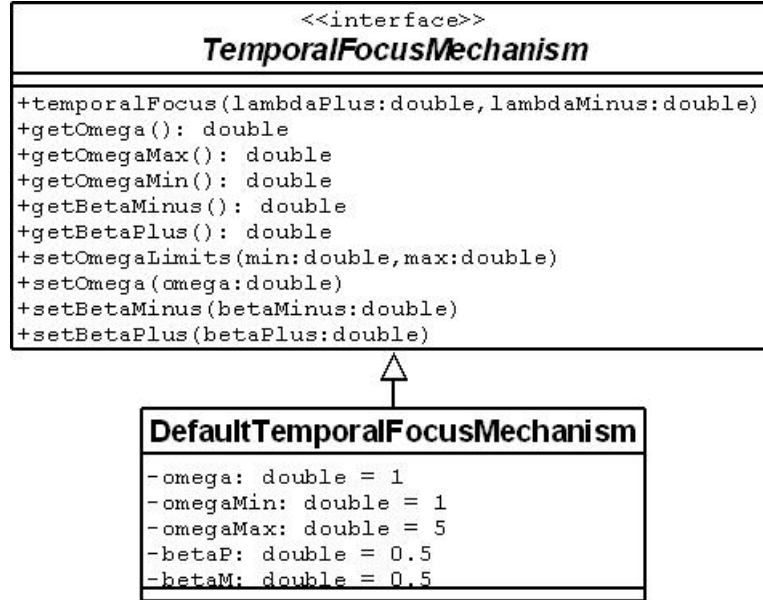 <<interface>>
TemporalFocusMechanism
+temporalFocus(lambdaPlus:double,lambdaMinus:double)
+getOmega(): double
+getOmegaMax(): double
+getOmegaMin(): double
+getBetaMinus(): double
+getBetaPlus(): double
+setOmegaLimits(min:double,max:double)
+setOmega(omega:double)
+setBetaMinus(betaMinus:double)
+setBetaPlus(betaPlus:double)
DefaultTemporalFocusMechanism
-omega: double = 1
-omegaMin: double = 1
-omegaMax: double = 5
-betaP: double = 0.5
-betaM: double = 0.5